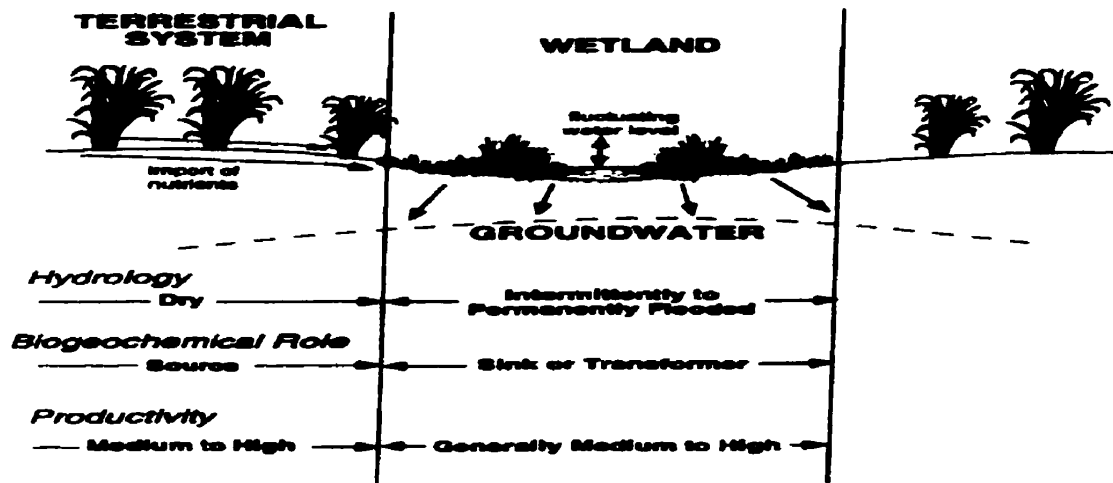 TERRESTRIAL
SYSTEM
WETLAND
fluctuating
water level
import of
nutrients
GROUNDWATER
Hydrology
Dry
Intermittently to
Permanently Flooded
Biogeochemical Role
Source
Sink or Transformer
Productivity
Medium to High
Generally Medium to High